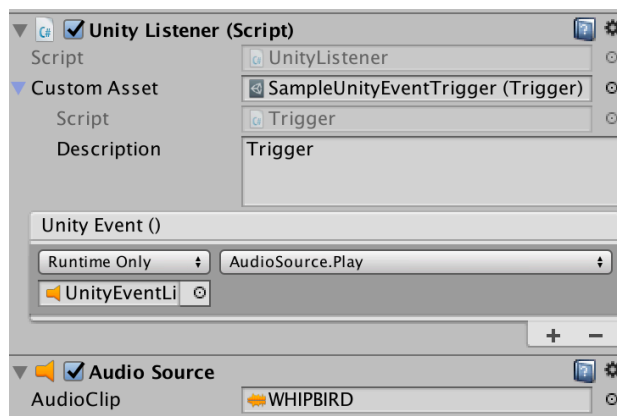 Unity Listener (Script)
Script UnityListener
Custom Asset SampleUnityEventTrigger (Trigger)
Script Trigger
Description Trigger
Unity Event ()
Runtime Only AudioSource.Play
UnityEventLi
+ −
Audio Source
AudioClip WHIPBIRD